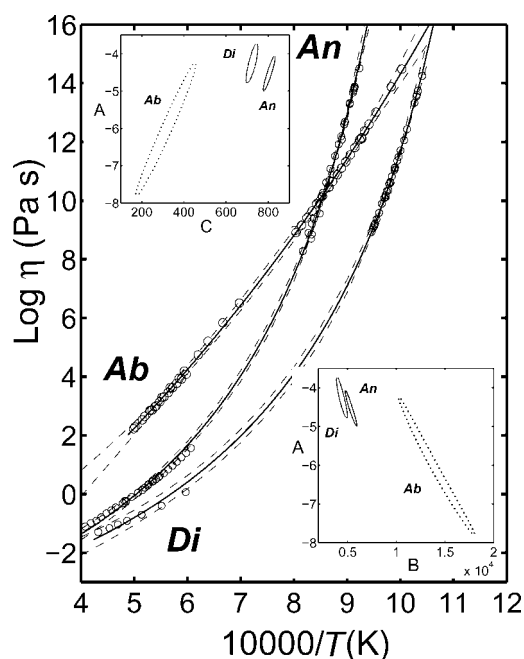 16
14
12
10
8
6
4
2
0
−2
Log η (Pa s)
4 5 6 7 8 9 10 11 12
10000/T(K)
An
Ab
Di
−4
−5
−6
−7
−8
A
200 400 600 800
C
Di
An
Ab
−4
−5
−6
−7
−8
A
0.5 1 1.5 2
x 10⁴
B
An
Di
Ab